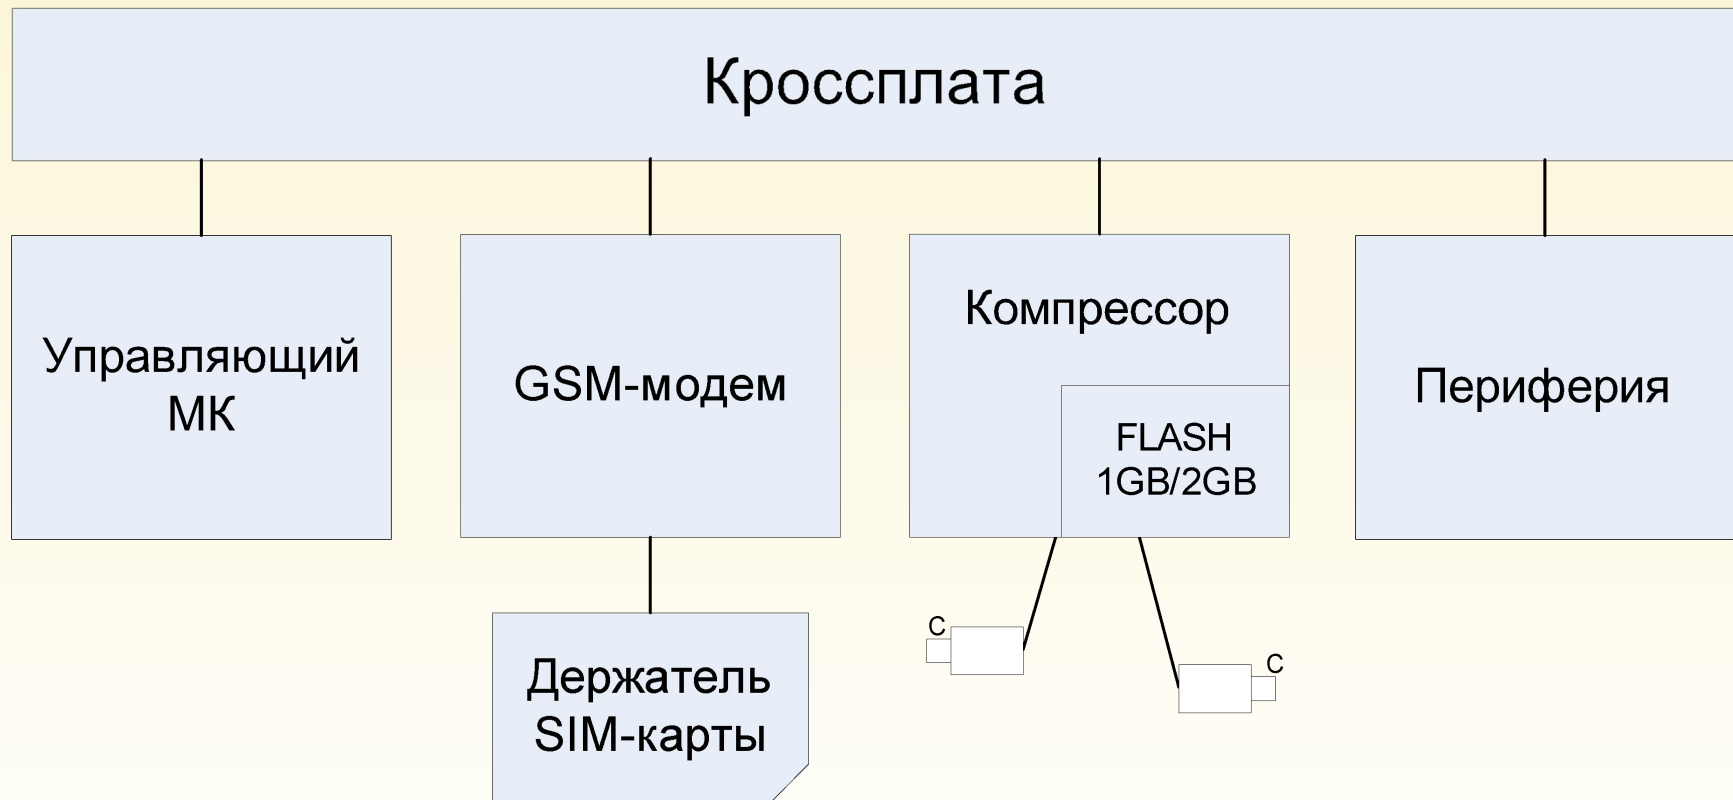 Кроссплата
Управляющий
МК
GSM-модем
Компрессор
FLASH
1GB/2GB
Периферия
C
C
Держатель
SIM-карты